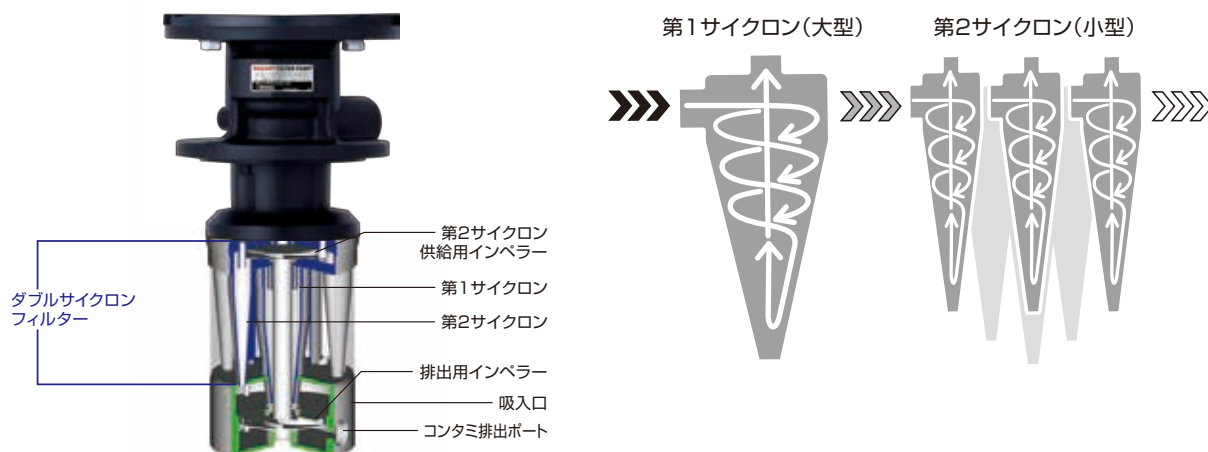 第1サイクロン(大型)
第2サイクロン(小型)
第2サイクロン
供給用インペラー
第1サイクロン
第2サイクロン
ダブルサイクロン
フィルター
排出用インペラー
吸入口
コンタミ排出ポート